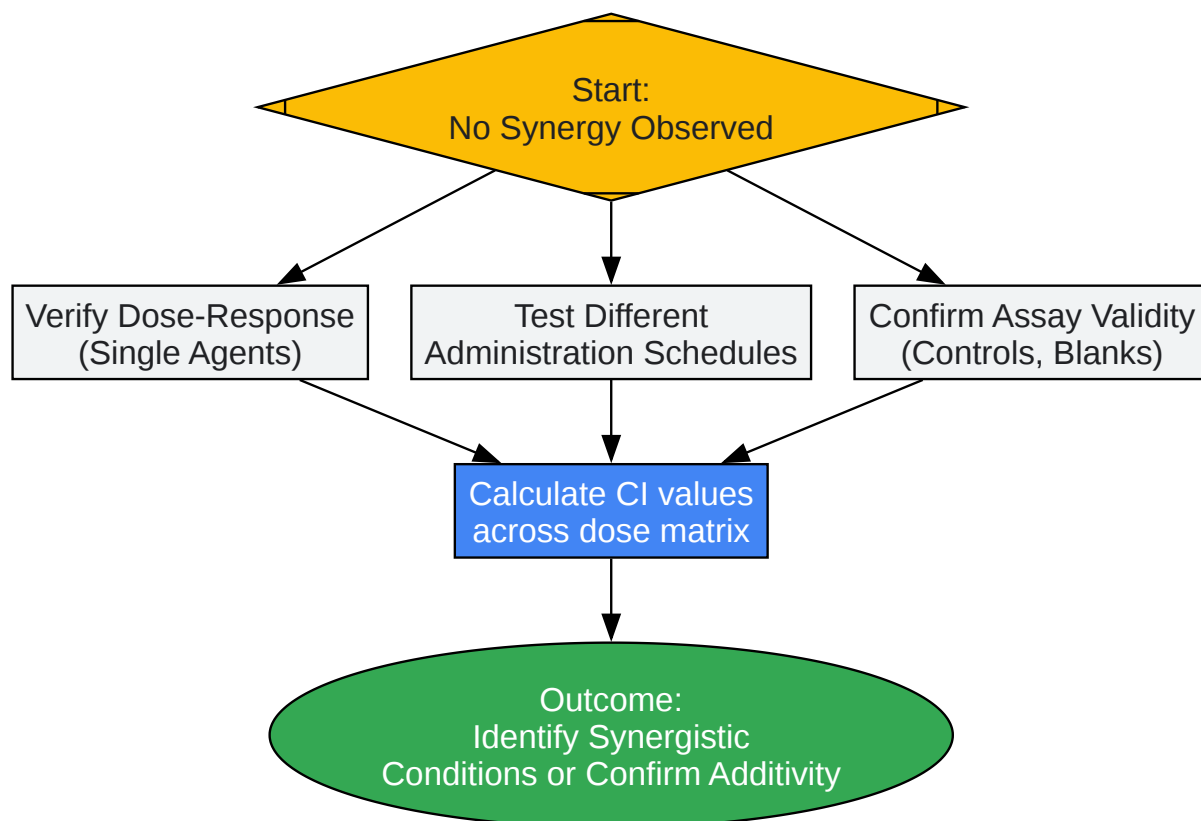 Start:
No Synergy Observed
Verify Dose-Response
(Single Agents)
Test Different
Administration Schedules
Confirm Assay Validity
(Controls, Blanks)
Calculate CI values
across dose matrix
Outcome:
Identify Synergistic
Conditions or Confirm Additivity